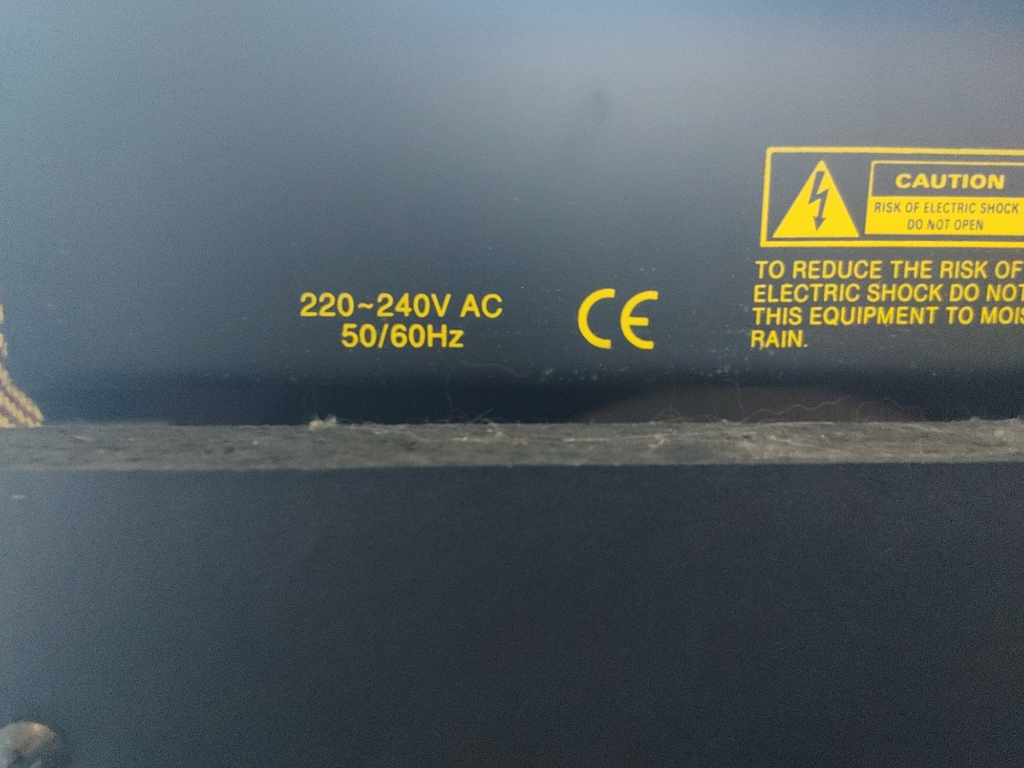 220~240V AC
50/60Hz
CE
CAUTION
RISK OF ELECTRIC SHOCK
DO NOT OPEN
TO REDUCE THE RISK OF
ELECTRIC SHOCK DO NOT
THIS EQUIPMENT TO
RAIN.